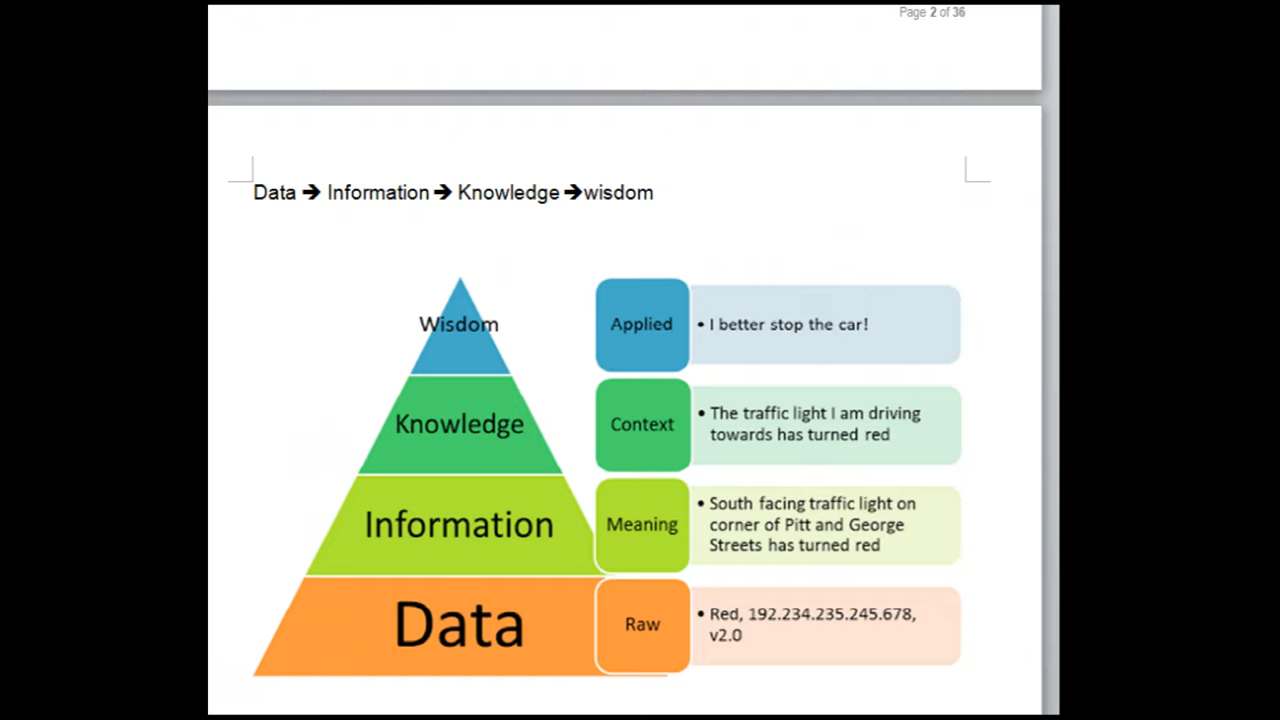 Page 2 of 36
Data ➔ Information ➔ Knowledge ➔wisdom
Wisdom
Applied
• I better stop the car!
Knowledge
Context
• The traffic light I am driving
towards has turned red
Information
Meaning
• South facing traffic light on
corner of Pitt and George
Streets has turned red
Data
Raw
• Red, 192.234.235.245.678,
v2.0